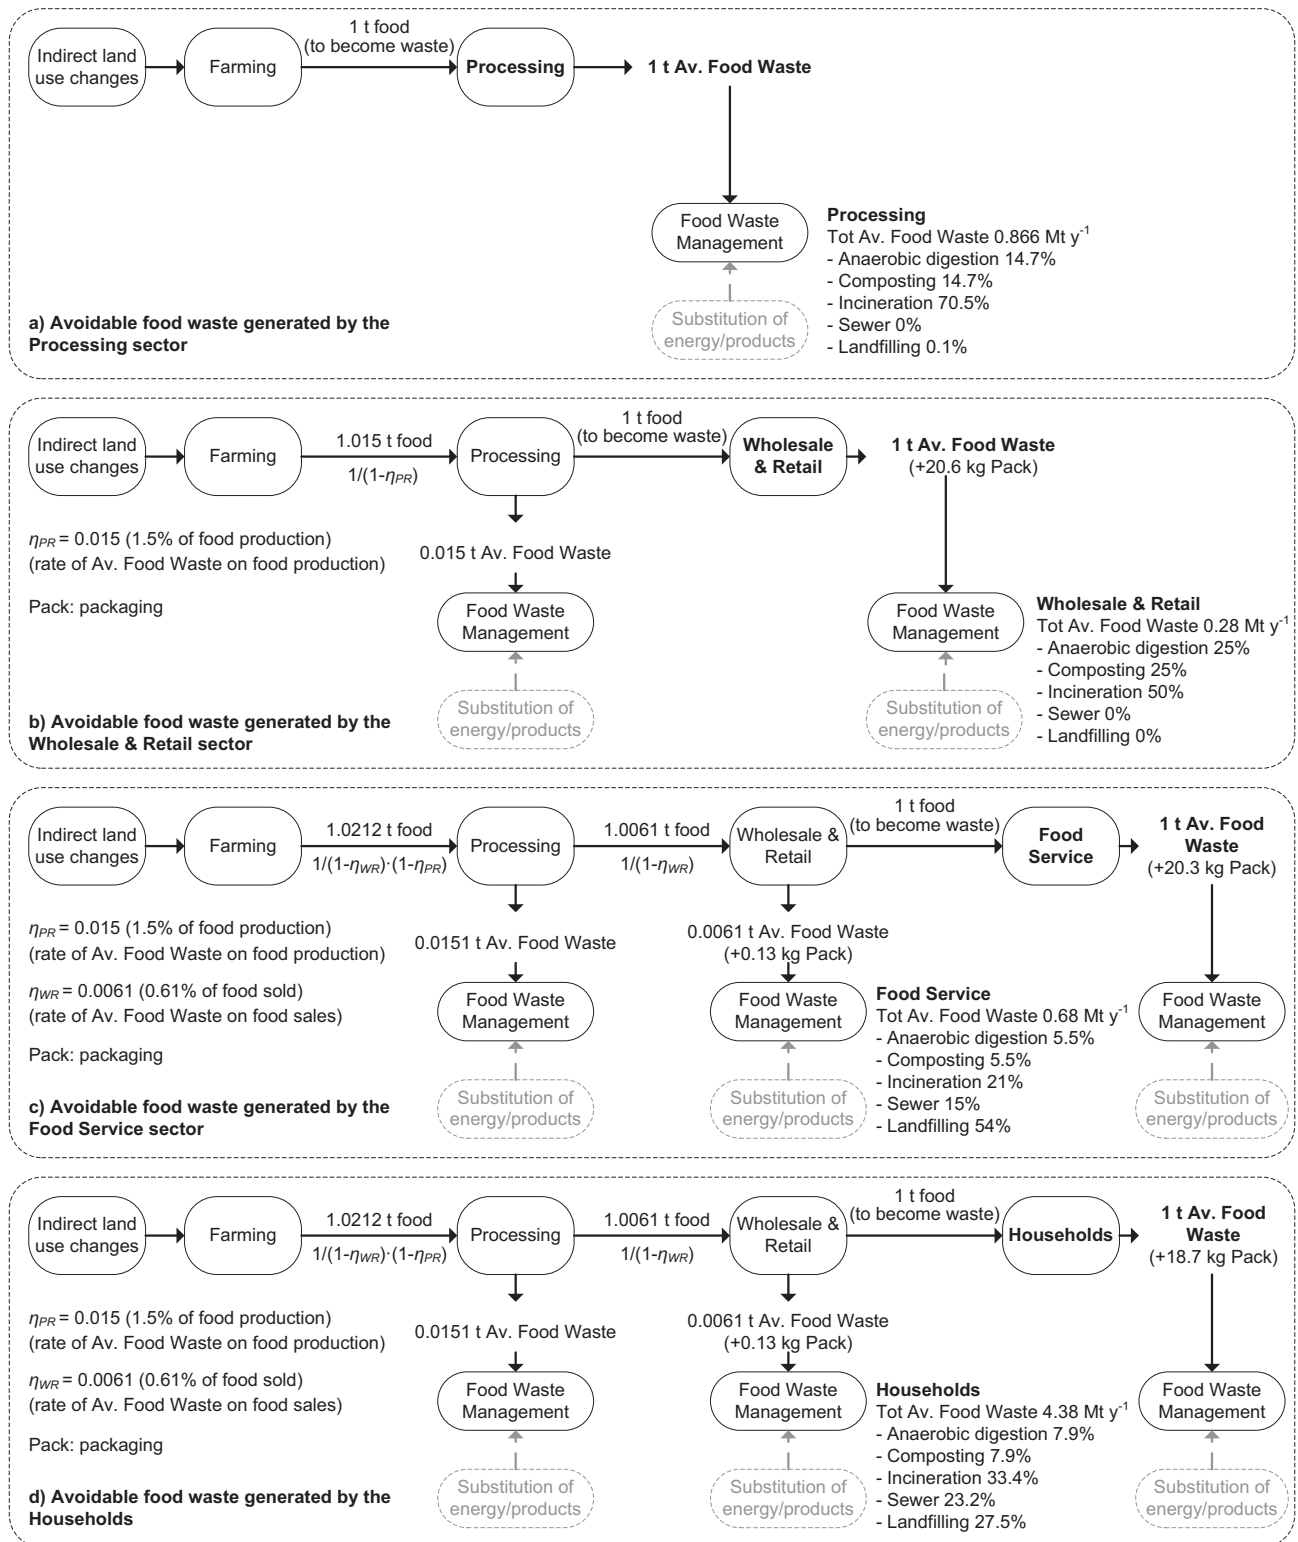 1 t food
(to become waste)
Indirect land
use changes
Farming
Processing
1 t Av. Food Waste
Food Waste
Management
Substitution of
energy/products
Processing
Tot Av. Food Waste 0.866 Mt y-1
- Anaerobic digestion 14.7%
- Composting 14.7%
- Incineration 70.5%
- Sewer 0%
- Landfilling 0.1%
a) Avoidable food waste generated by the
Processing sector
Indirect land
use changes
Farming
1.015 t food
1/(1-ηPR)
Processing
1 t food
(to become waste)
Wholesale
& Retail
1 t Av. Food Waste
(+20.6 kg Pack)
ηPR = 0.015 (1.5% of food production)
(rate of Av. Food Waste on food production)
Pack: packaging
0.015 t Av. Food Waste
Food Waste
Management
Substitution of
energy/products
Food Waste
Management
Substitution of
energy/products
Wholesale & Retail
Tot Av. Food Waste 0.28 Mt y-1
- Anaerobic digestion 25%
- Composting 25%
- Incineration 50%
- Sewer 0%
- Landfilling 0%
b) Avoidable food waste generated by the
Wholesale & Retail sector
Indirect land
use changes
Farming
1.0212 t food
1/(1-ηWR)·(1-ηPR)
Processing
1.0061 t food
1/(1-ηWR)
Wholesale &
Retail
1 t food
(to become waste)
Food
Service
1 t Av. Food
Waste
(+20.3 kg Pack)
ηPR = 0.015 (1.5% of food production)
(rate of Av. Food Waste on food production)
ηWR = 0.0061 (0.61% of food sold)
(rate of Av. Food Waste on food sales)
Pack: packaging
0.0151 t Av. Food Waste
Food Waste
Management
Substitution of
energy/products
0.0061 t Av. Food Waste
(+0.13 kg Pack)
Food Waste
Management
Substitution of
energy/products
Food Service
Tot Av. Food Waste 0.68 Mt y-1
- Anaerobic digestion 5.5%
- Composting 5.5%
- Incineration 21%
- Sewer 15%
- Landfilling 54%
Food Waste
Management
Substitution of
energy/products
c) Avoidable food waste generated by the
Food Service sector
Indirect land
use changes
Farming
1.0212 t food
1/(1-ηWR)·(1-ηPR)
Processing
1.0061 t food
1/(1-ηWR)
Wholesale &
Retail
1 t food
(to become waste)
Households
1 t Av. Food
Waste
(+18.7 kg Pack)
ηPR = 0.015 (1.5% of food production)
(rate of Av. Food Waste on food production)
ηWR = 0.0061 (0.61% of food sold)
(rate of Av. Food Waste on food sales)
Pack: packaging
0.0151 t Av. Food Waste
Food Waste
Management
Substitution of
energy/products
0.0061 t Av. Food Waste
(+0.13 kg Pack)
Food Waste
Management
Substitution of
energy/products
Households
Tot Av. Food Waste 4.38 Mt y-1
- Anaerobic digestion 7.9%
- Composting 7.9%
- Incineration 33.4%
- Sewer 23.2%
- Landfilling 27.5%
Food Waste
Management
Substitution of
energy/products
d) Avoidable food waste generated by the
Households